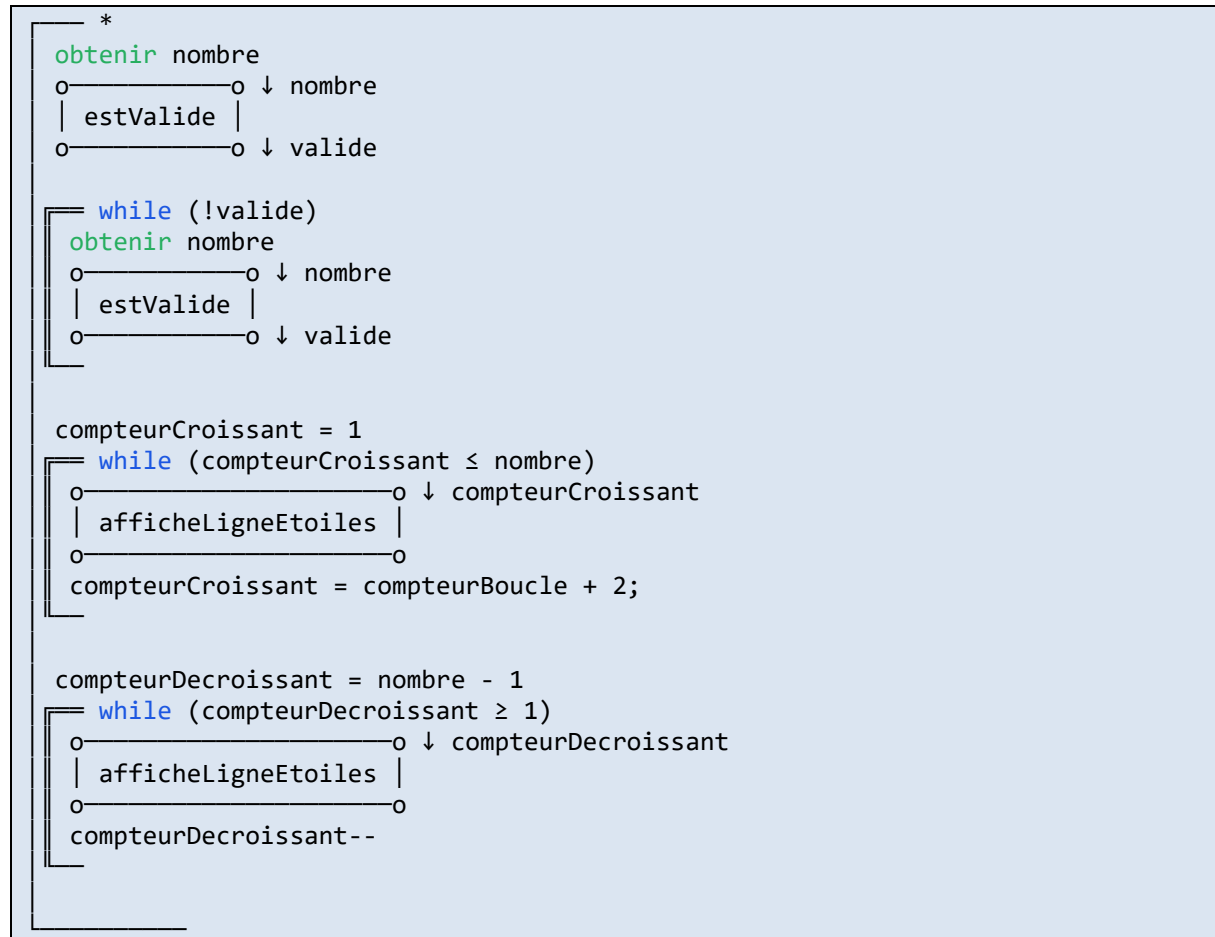 ┌─── *
│ obtenir nombre
│ o───────────o ↓ nombre
│ │ estValide │
│ o───────────o ↓ valide
│
│╔══ while (!valide)
│║ obtenir nombre
│║ o───────────o ↓ nombre
│║ │ estValide │
│║ o───────────o ↓ valide
│╙──
│
│ compteurCroissant = 1
│╔══ while (compteurCroissant ≤ nombre)
│║ o─────────────────────o ↓ compteurCroissant
│║ │ afficheLigneEtoiles │
│║ o─────────────────────o
│║ compteurCroissant = compteurBoucle + 2;
│╙──
│
│ compteurDecroissant = nombre - 1
│╔══ while (compteurDecroissant ≥ 1)
│║ o─────────────────────o ↓ compteurDecroissant
│║ │ afficheLigneEtoiles │
│║ o─────────────────────o
│║ compteurDecroissant--
│╙──
│
└──────────